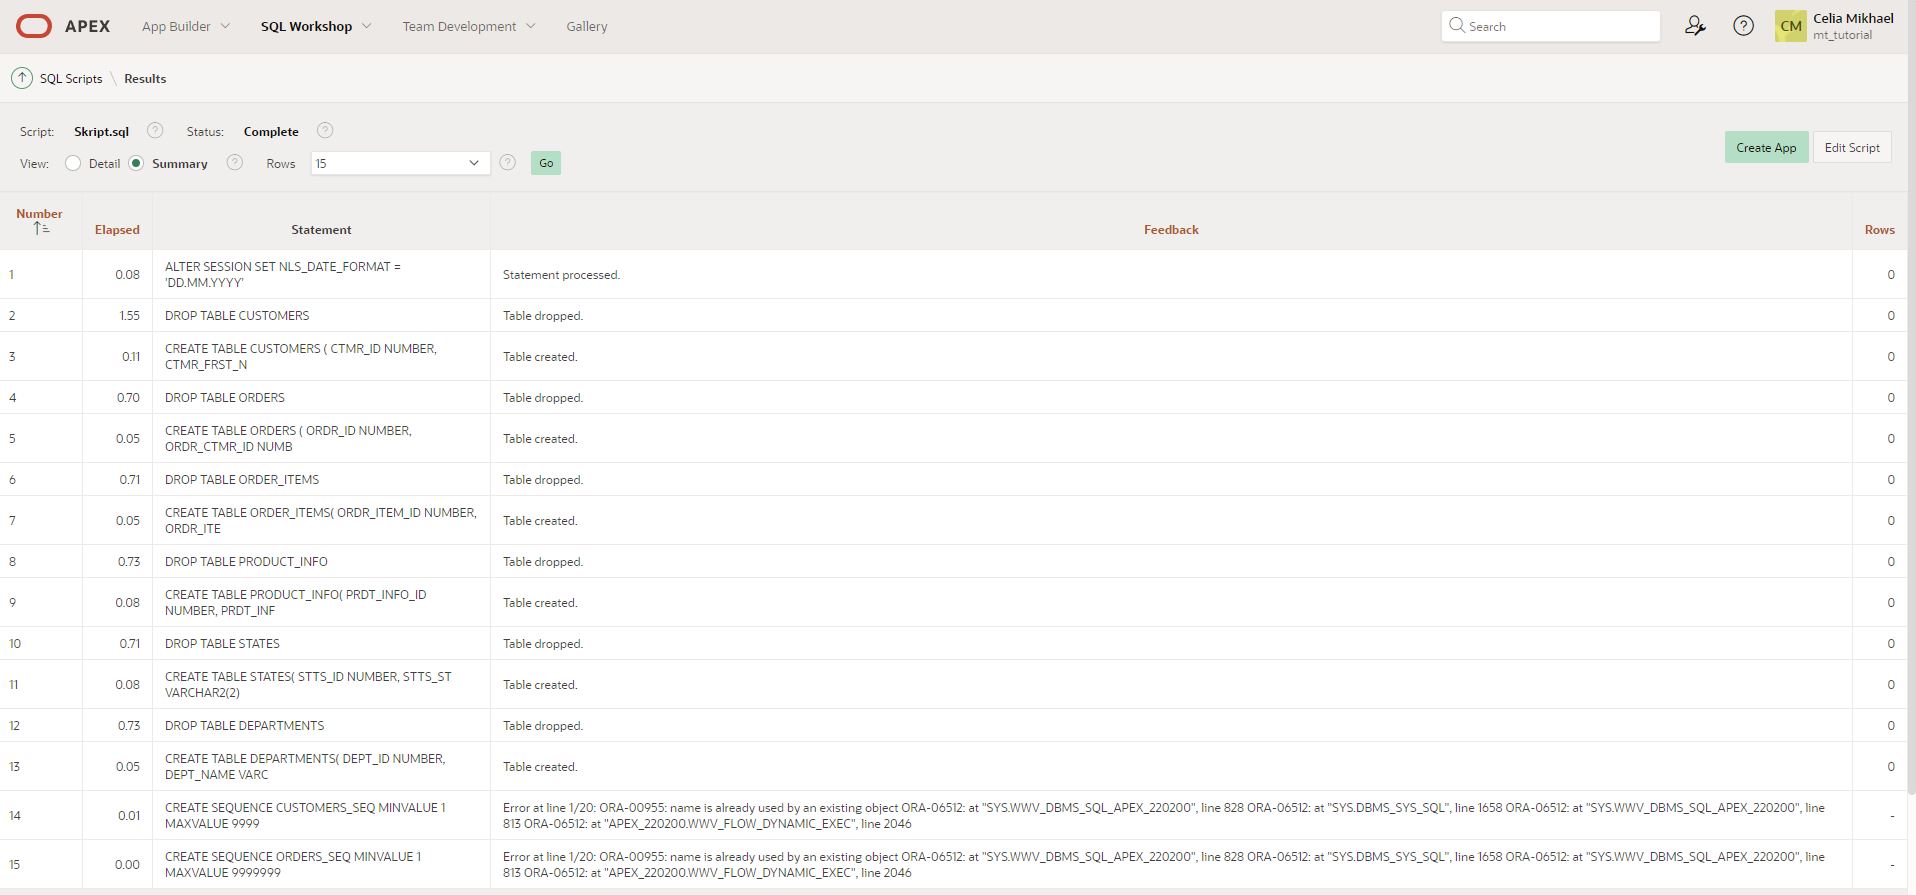 APEX App Builder SQL Workshop Team Development Gallery Search CM Celia Mikhael
mt_tutorial
SQL Scripts \ Results
Script: Skript.sql ? Status: Complete ?
View: Detail Summary ? Rows 15 ? Go Create App Edit Script
Number Elapsed Statement Feedback Rows
1 0.08 ALTER SESSION SET NLS_DATE_FORMAT = Statement processed. 0
'DD.MM.YYYY'
2 1.55 DROP TABLE CUSTOMERS Table dropped. 0
3 0.11 CREATE TABLE CUSTOMERS ( CTMR_ID NUMBER, Table created. 0
CTMR_FRST_N
4 0.70 DROP TABLE ORDERS Table dropped. 0
5 0.05 CREATE TABLE ORDERS ( ORDR_ID NUMBER, Table created. 0
ORDR_CTMR_ID NUMB
6 0.71 DROP TABLE ORDER_ITEMS Table dropped. 0
7 0.05 CREATE TABLE ORDER_ITEMS( ORDR_ITEM_ID NUMBER, Table created. 0
ORDR_ITE
8 0.73 DROP TABLE PRODUCT_INFO Table dropped. 0
9 0.08 CREATE TABLE PRODUCT_INFO( PRDT_INFO_ID Table created. 0
NUMBER, PRDT_INF
10 0.71 DROP TABLE STATES Table dropped. 0
11 0.08 CREATE TABLE STATES( STTS_ID NUMBER, STTS_ST Table created. 0
VARCHAR2(2)
12 0.73 DROP TABLE DEPARTMENTS Table dropped. 0
13 0.05 CREATE TABLE DEPARTMENTS( DEPT_ID NUMBER, Table created. 0
DEPT_NAME VARC
14 0.01 CREATE SEQUENCE CUSTOMERS_SEQ MINVALUE 1 Error at line 1/20: ORA-00955: name is already used by an existing object ORA-06512: at "SYS.WWV_DBMS_SQL_APEX_220200", line 828 ORA-06512: at "SYS.DBMS_SYS_SQL", line 1658 ORA-06512: at "SYS.WWV_DBMS_SQL_APEX_220200", line -
MAXVALUE 9999 813 ORA-06512: at "APEX_220200.WWV_FLOW_DYNAMIC_EXEC", line 2046
15 0.00 CREATE SEQUENCE ORDERS_SEQ MINVALUE 1 Error at line 1/20: ORA-00955: name is already used by an existing object ORA-06512: at "SYS.WWV_DBMS_SQL_APEX_220200", line 828 ORA-06512: at "SYS.DBMS_SYS_SQL", line 1658 ORA-06512: at "SYS.WWV_DBMS_SQL_APEX_220200", line -
MAXVALUE 9999999 813 ORA-06512: at "APEX_220200.WWV_FLOW_DYNAMIC_EXEC", line 2046